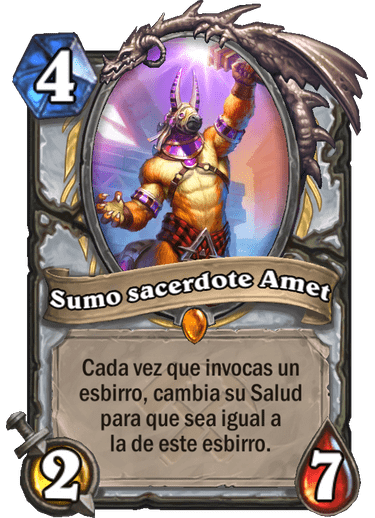 4
Sumo sacerdote Amet
Cada vez que invocas un
esbirro, cambia su Salud
para que sea igual a
la de este esbirro.
2
7